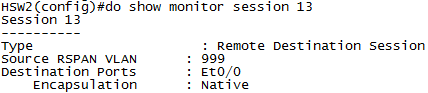 HSW2(config)#do show monitor session 13
Session 13
----------
Type                     : Remote Destination Session
Source RSPAN VLAN      : 999
Destination Ports      : Et0/0
    Encapsulation      : Native